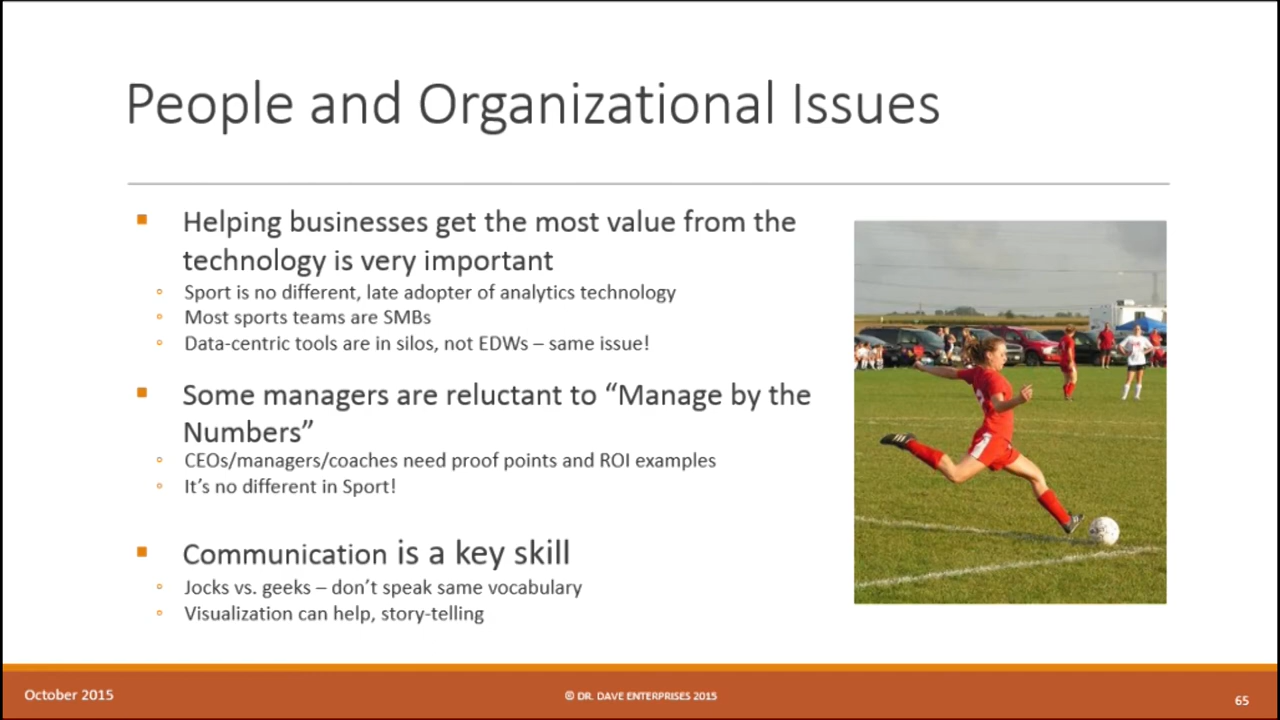 People and Organizational Issues
Helping businesses get the most value from the
technology is very important
Sport is no different, late adopter of analytics technology
Most sports teams are SMBs
Data-centric tools are in silos, not EDWs – same issue!
Some managers are reluctant to “Manage by the
Numbers”
CEOs/managers/coaches need proof points and ROI examples
It’s no different in Sport!
Communication is a key skill
Jocks vs. geeks – don’t speak same vocabulary
Visualization can help, story-telling
October 2015
© DR. DAVE ENTERPRISES 2015
65